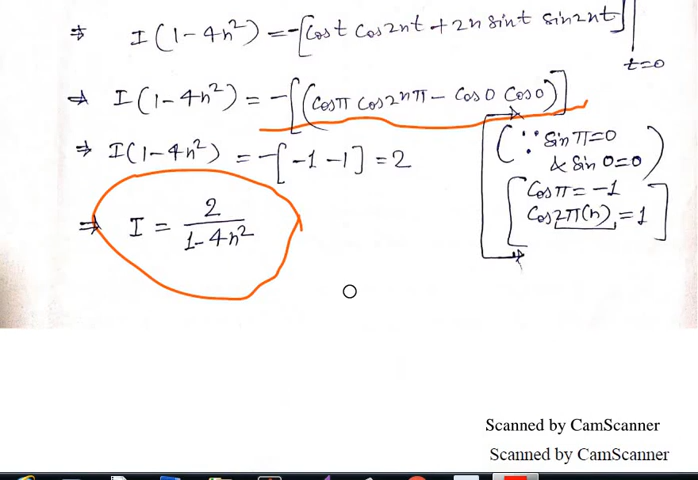 ⇒ I(1-4n²) = -[cost cos2nt + 2n sint sin2nt]|
t=0
⇒ I(1-4n²) = -[(cosπ cos2nπ - cos0 cos0)]
⇒ I(1-4n²) = -[-1-1] = 2
(∵ sinπ=0
& sin0=0)
[cosπ = -1
cos2π(n) = 1]
⇒ I = 2/(1-4n²)
Scanned by CamScanner
Scanned by CamScanner